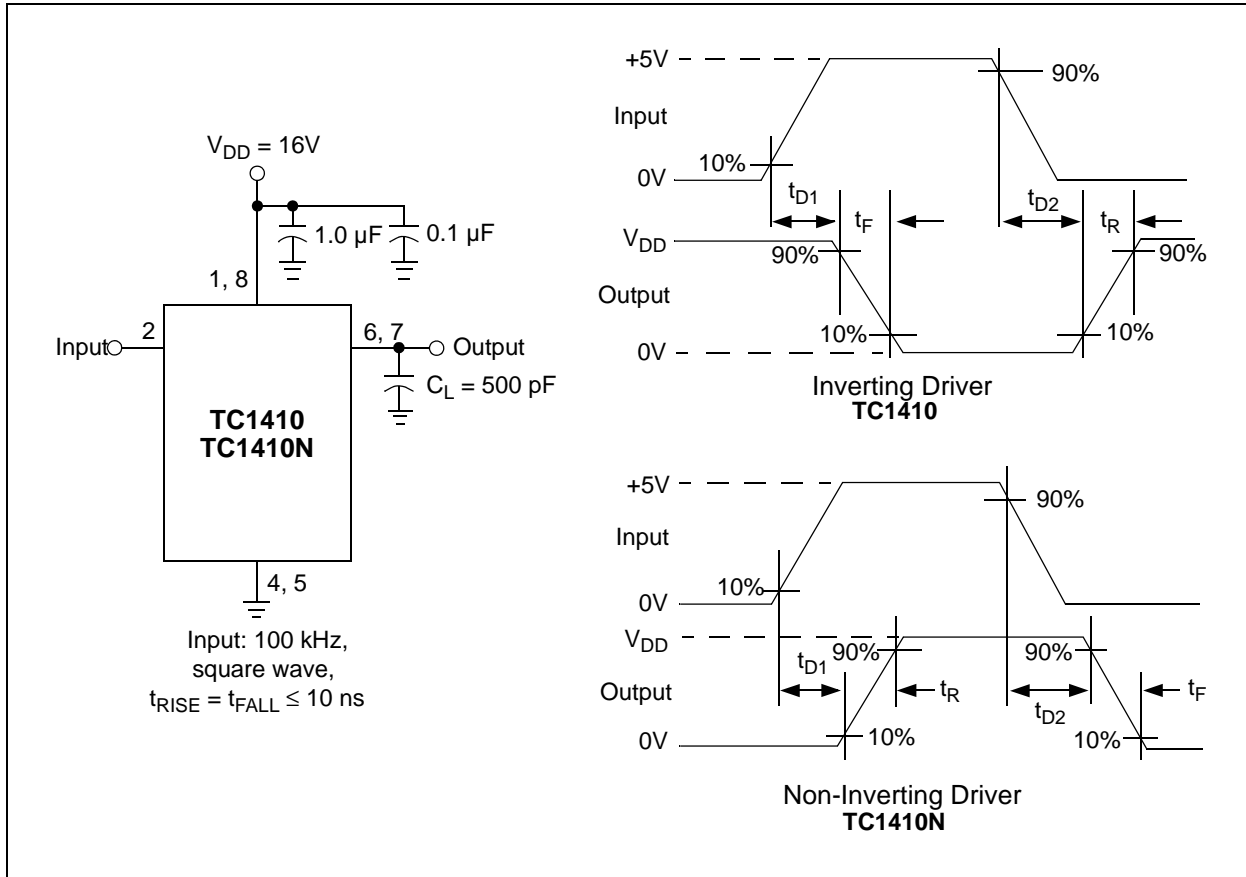 V_DD = 16V
1.0 µF
0.1 µF
1, 8
Input
2
6, 7
Output
C_L = 500 pF
TC1410
TC1410N
4, 5
Input: 100 kHz,
square wave,
t_RISE = t_FALL ≤ 10 ns
+5V
90%
Input
10%
0V
t_D1
t_F
t_D2
t_R
V_DD
90%
90%
Output
10%
10%
0V
Inverting Driver
TC1410
+5V
90%
Input
10%
0V
V_DD
t_D1
90%
90%
t_R
t_D2
t_F
Output
10%
10%
0V
Non-Inverting Driver
TC1410N